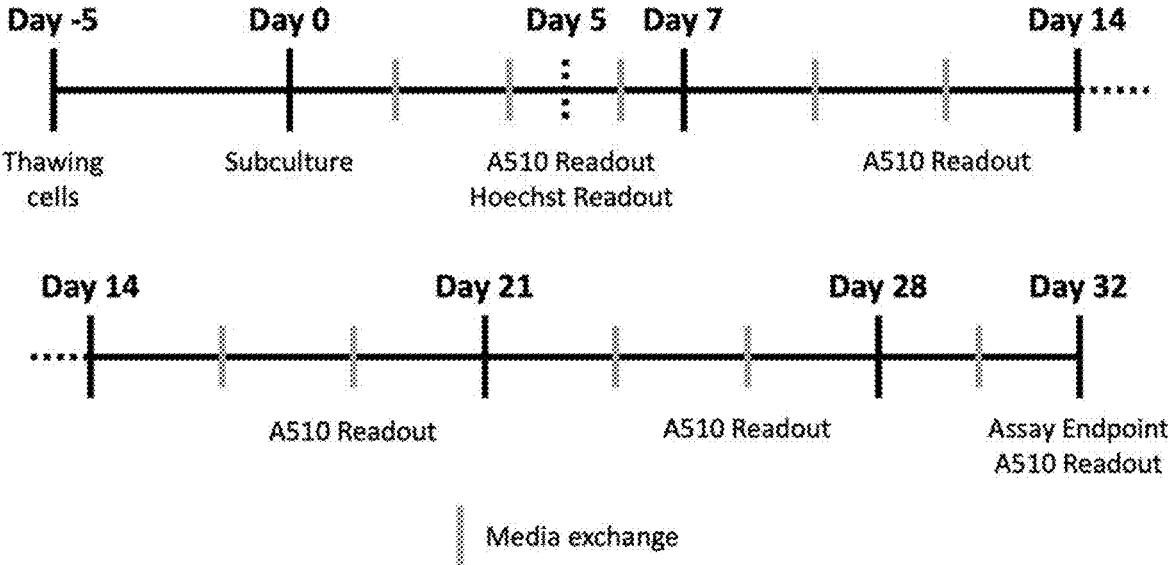 Day -5 Day 0 Day 5 Day 7 Day 14
Thawing Subculture A510 Readout A510 Readout
cells Hoechst Readout
Day 14 Day 21 Day 28 Day 32
A510 Readout A510 Readout Assay Endpoint
A510 Readout
Media exchange